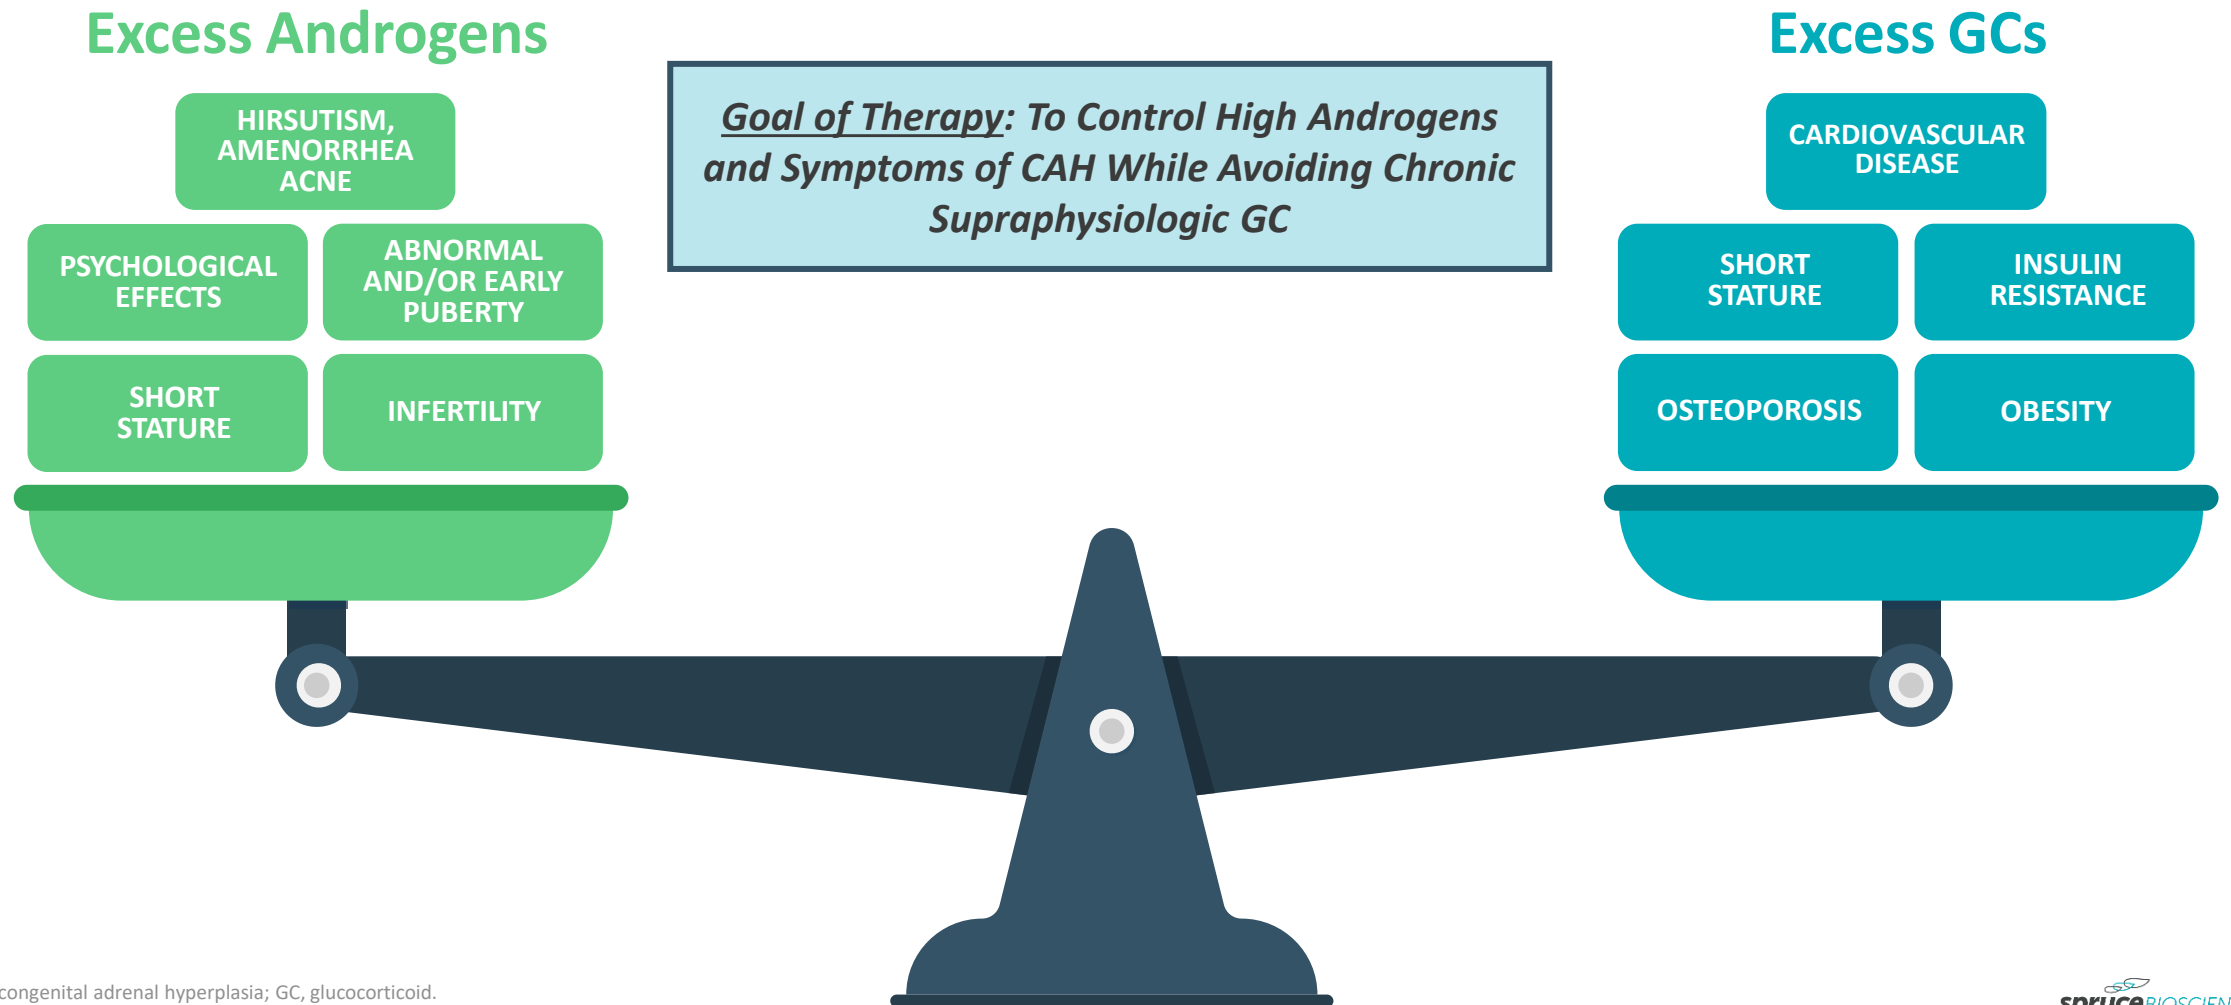 Excess Androgens
HIRSUTISM,
AMENORRHEA
ACNE
PSYCHOLOGICAL
EFFECTS
ABNORMAL
AND/OR EARLY
PUBERTY
SHORT
STATURE
INFERTILITY
Goal of Therapy: To Control High Androgens
and Symptoms of CAH While Avoiding Chronic
Supraphysiologic GC
Excess GCs
CARDIOVASCULAR
DISEASE
SHORT
STATURE
INSULIN
RESISTANCE
OSTEOPOROSIS
OBESITY
congenital adrenal hyperplasia; GC, glucocorticoid.
spruce BIOSCIEN